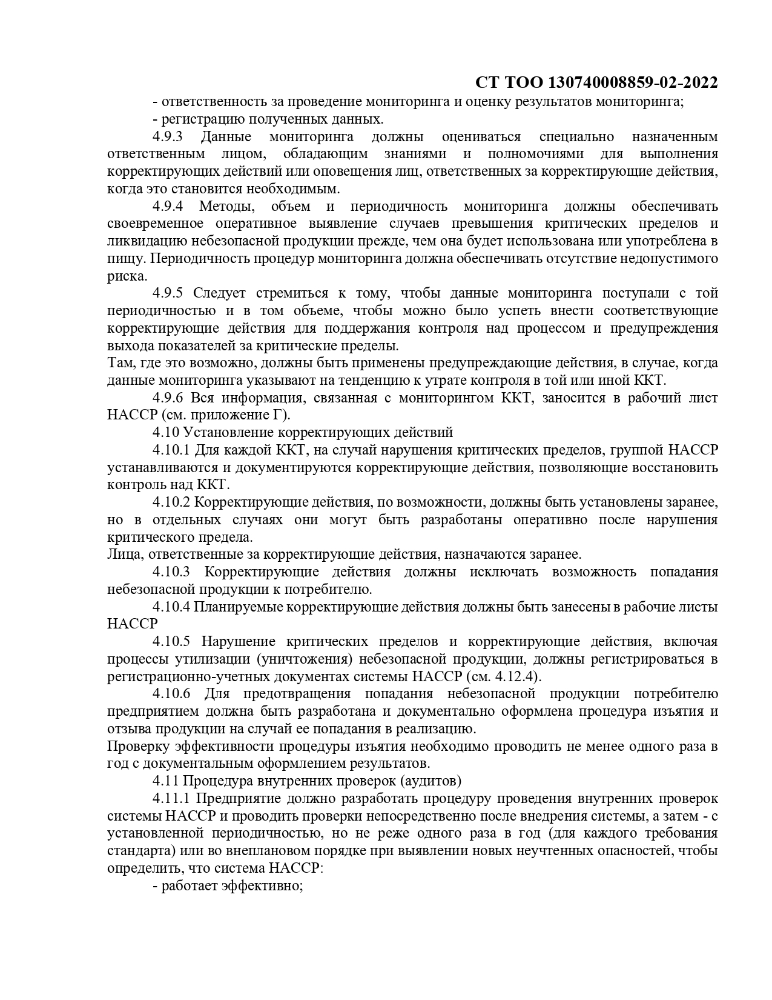 СТ ТОО 130740008859-02-2022
- ответственность за проведение мониторинга и оценку результатов мониторинга;
- регистрацию полученных данных.
4.9.3 Данные мониторинга должны оцениваться специально назначенным
ответственным лицом, обладающим знаниями и полномочиями для выполнения
корректирующих действий или оповещения лиц, ответственных за корректирующие действия,
когда это становится необходимым.
4.9.4 Методы, объем и периодичность мониторинга должны обеспечивать
своевременное оперативное выявление случаев превышения критических пределов и
ликвидацию небезопасной продукции прежде, чем она будет использована или употреблена в
пищу. Периодичность процедур мониторинга должна обеспечивать отсутствие недопустимого
риска.
4.9.5 Следует стремиться к тому, чтобы данные мониторинга поступали с той
периодичностью и в том объеме, чтобы можно было успеть внести соответствующие
корректирующие действия для поддержания контроля над процессом и предупреждения
выхода показателей за критические пределы.
Там, где это возможно, должны быть применены предупреждающие действия, в случае, когда
данные мониторинга указывают на тенденцию к утрате контроля в той или иной ККТ.
4.9.6 Вся информация, связанная с мониторингом ККТ, заносится в рабочий лист
НАССР (см. приложение Г).
4.10 Установление корректирующих действий
4.10.1 Для каждой ККТ, на случай нарушения критических пределов, группой НАССР
устанавливаются и документируются корректирующие действия, позволяющие восстановить
контроль над ККТ.
4.10.2 Корректирующие действия, по возможности, должны быть установлены заранее,
но в отдельных случаях они могут быть разработаны оперативно после нарушения
критического предела.
Лица, ответственные за корректирующие действия, назначаются заранее.
4.10.3 Корректирующие действия должны исключать возможность попадания
небезопасной продукции к потребителю.
4.10.4 Планируемые корректирующие действия должны быть занесены в рабочие листы
НАССР
4.10.5 Нарушение критических пределов и корректирующие действия, включая
процессы утилизации (уничтожения) небезопасной продукции, должны регистрироваться в
регистрационно-учетных документах системы НАССР (см. 4.12.4).
4.10.6 Для предотвращения попадания небезопасной продукции потребителю
предприятием должна быть разработана и документально оформлена процедура изъятия и
отзыва продукции на случай ее попадания в реализацию.
Проверку эффективности процедуры изъятия необходимо проводить не менее одного раза в
год с документальным оформлением результатов.
4.11 Процедура внутренних проверок (аудитов)
4.11.1 Предприятие должно разработать процедуру проведения внутренних проверок
системы НАССР и проводить проверки непосредственно после внедрения системы, а затем - с
установленной периодичностью, но не реже одного раза в год (для каждого требования
стандарта) или во внеплановом порядке при выявлении новых неучтенных опасностей, чтобы
определить, что система НАССР:
- работает эффективно;